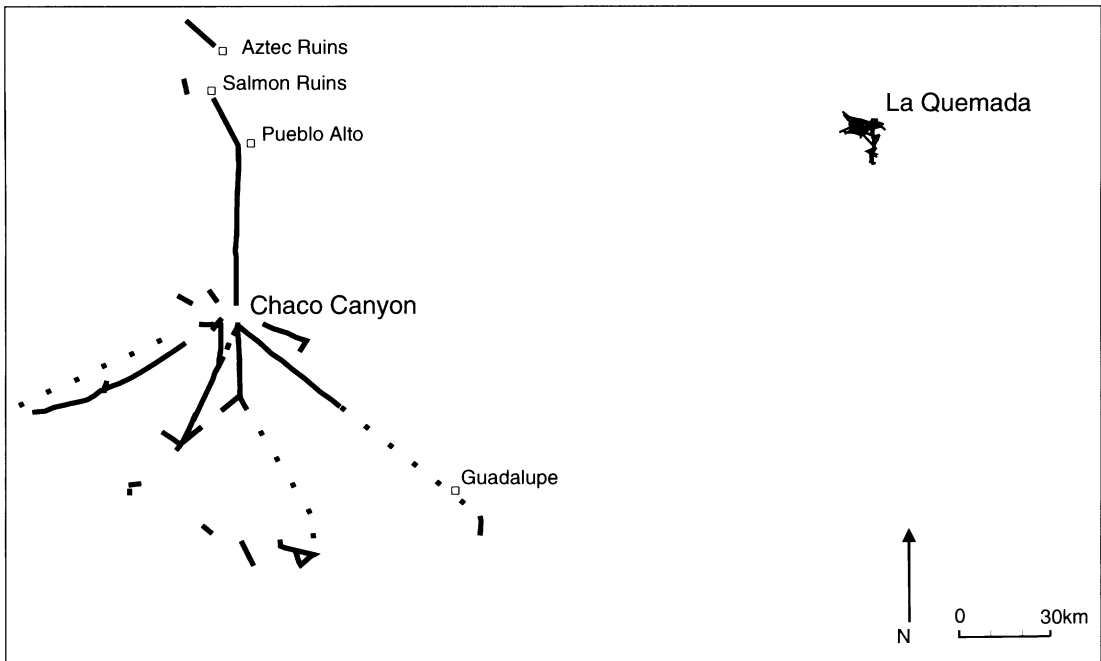 Aztec Ruins
Salmon Ruins
La Quemada
Pueblo Alto
Chaco Canyon
Guadalupe
0 30km
N